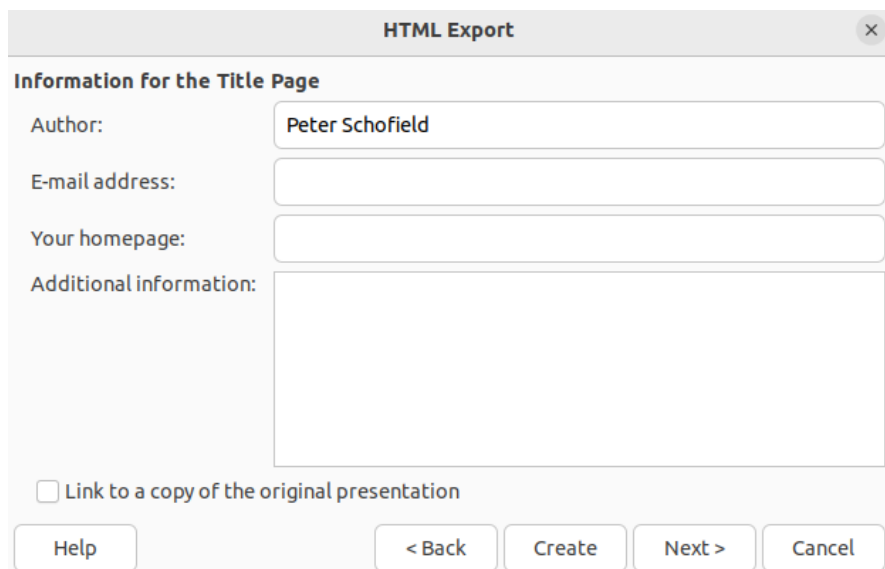 HTML Export
Information for the Title Page
Author: Peter Schofield
E-mail address:
Your homepage:
Additional information:
Link to a copy of the original presentation
Help < Back Create Next > Cancel